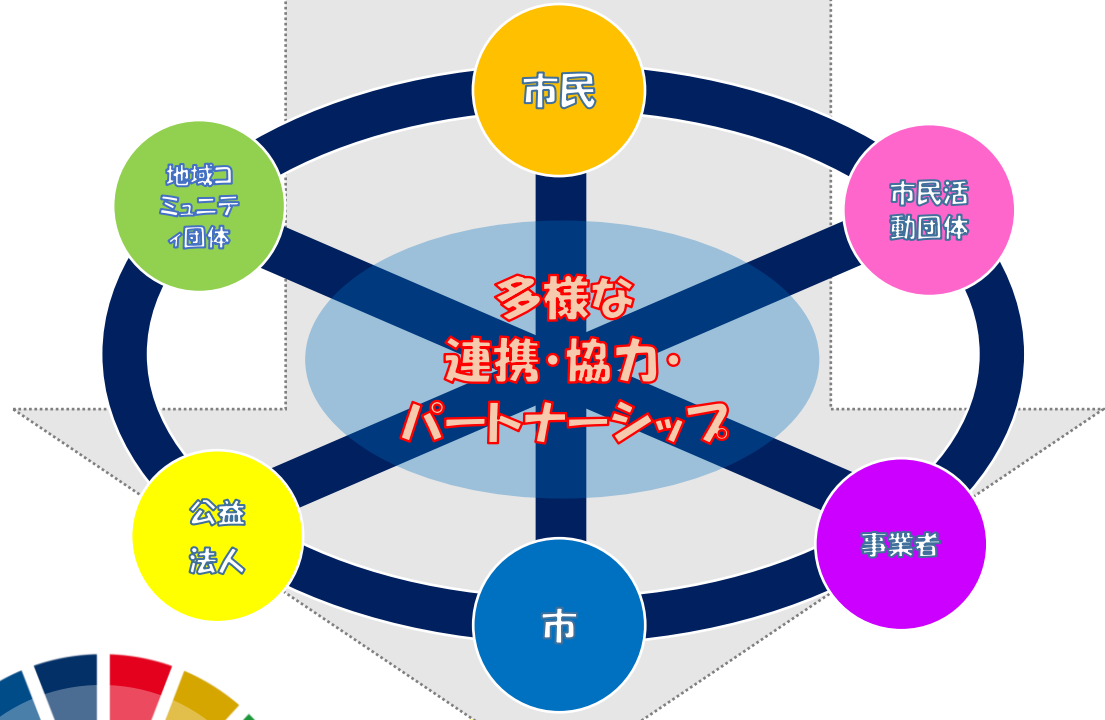 市民
地域コ
ミュニテ
ィ団体
市民活
動団体
多様な
連携・協力・
パートナーシップ
公益
法人
事業者
市